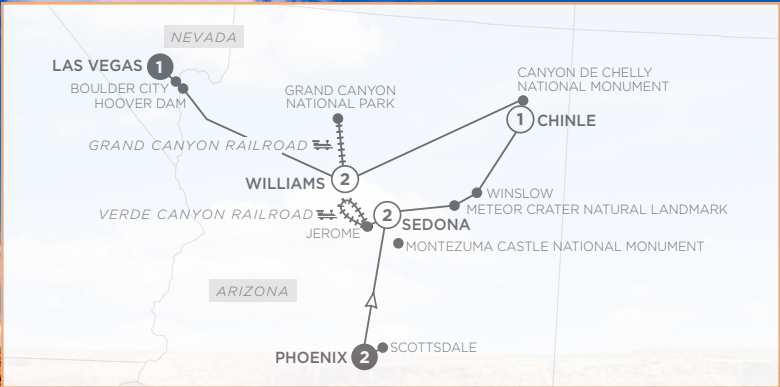 NEVADA
LAS VEGAS 1
BOULDER CITY
HOOVER DAM
GRAND CANYON
NATIONAL PARK
CANYON DE CHELLY
NATIONAL MONUMENT
1 CHINLE
GRAND CANYON RAILROAD
WILLIAMS 2
WINSLOW
METEOR CRATER NATURAL LANDMARK
VERDE CANYON RAILROAD
2 SEDONA
JEROME
MONTEZUMA CASTLE NATIONAL MONUMENT
ARIZONA
SCOTTSDALE
PHOENIX 2